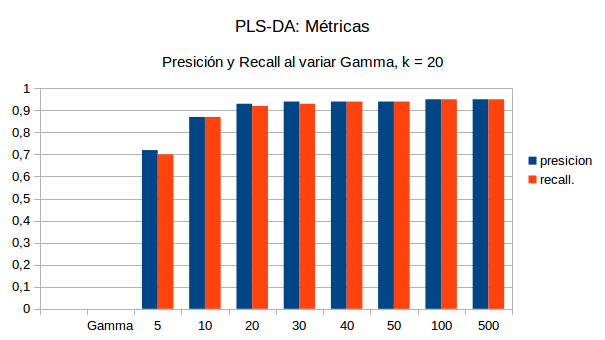 PLS-DA: Métricas
Presición y Recall al variar Gamma, k = 20
1
0,9
0,8
0,7
0,6
0,5
0,4
0,3
0,2
0,1
0
Gamma 5 10 20 30 40 50 100 500
presicion
recall.